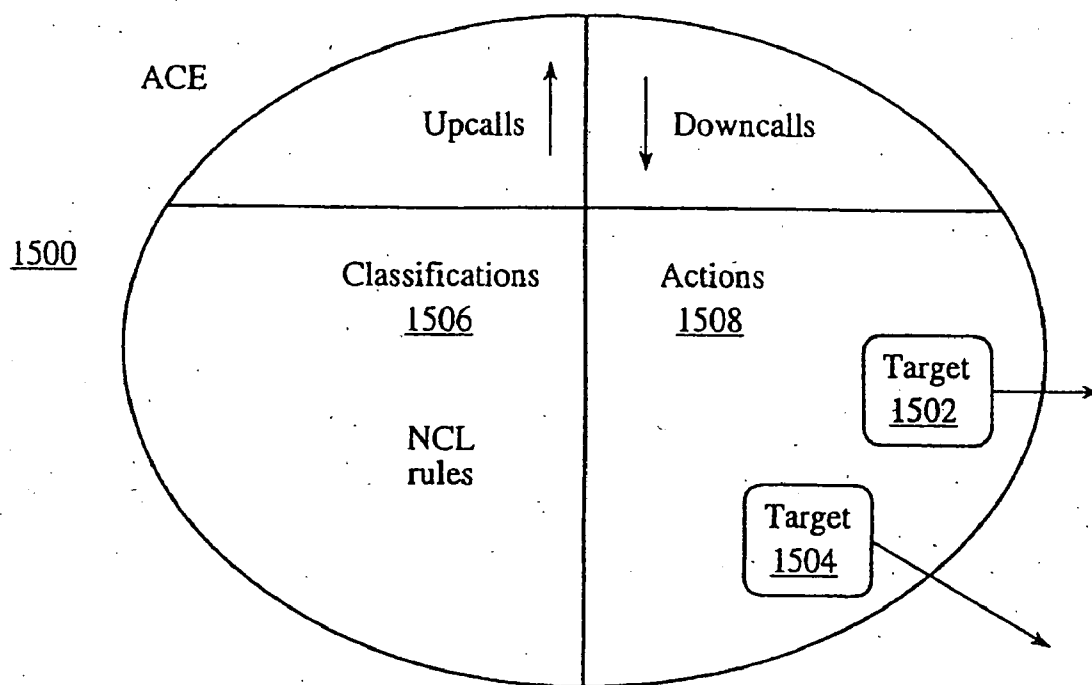 ACE
Upcalls
Downcalls
1500
Classifications
1506
Actions
1508
Target
1502
NCL
rules
Target
1504